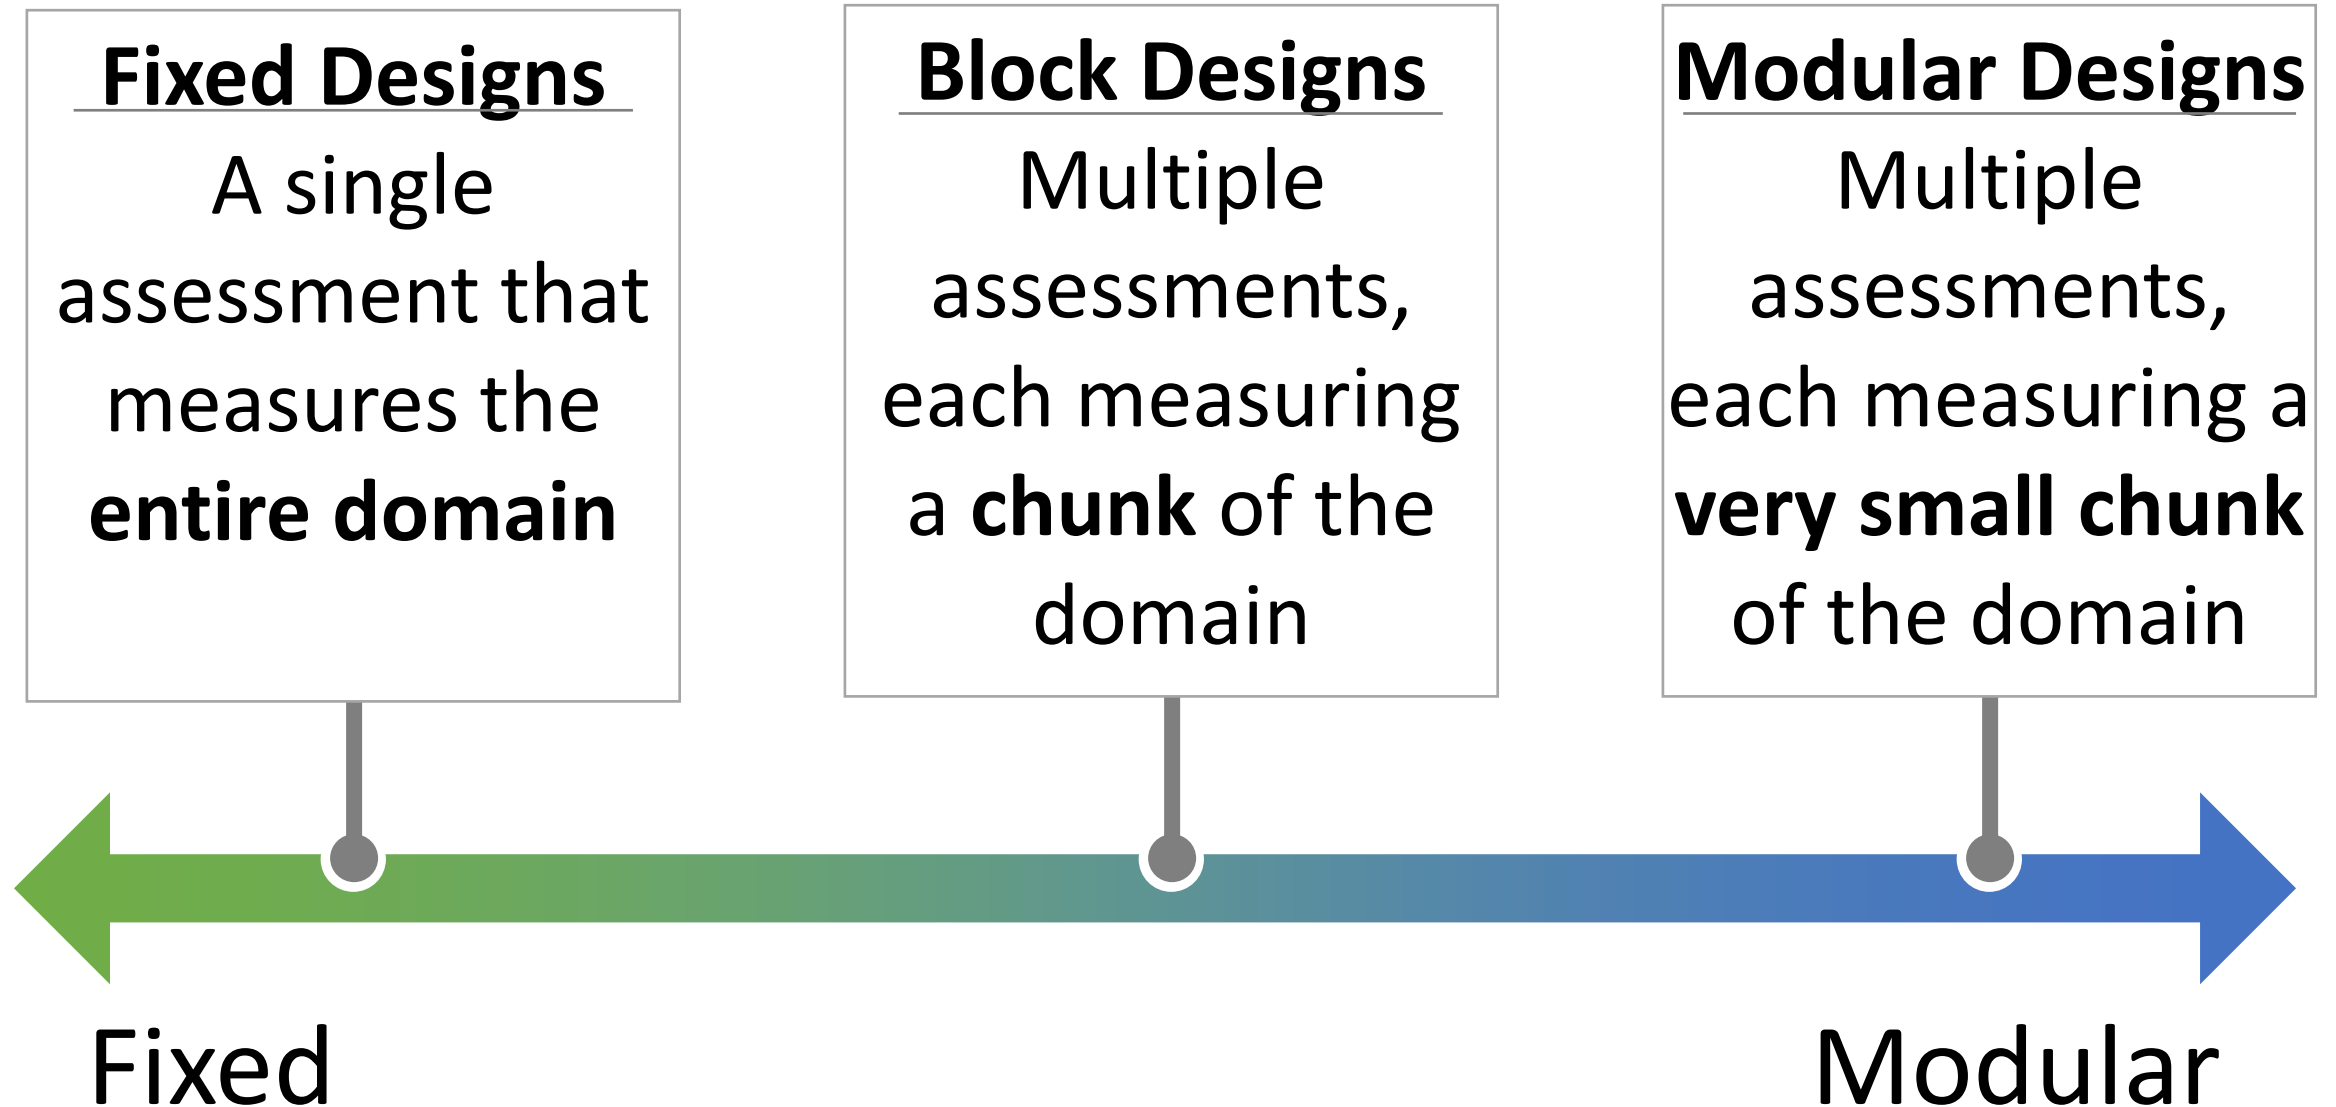 Fixed Designs
A single
assessment that
measures the
entire domain
Block Designs
Multiple
assessments,
each measuring
a chunk of the
domain
Modular Designs
Multiple
assessments,
each measuring a
very small chunk
of the domain
Fixed
Modular